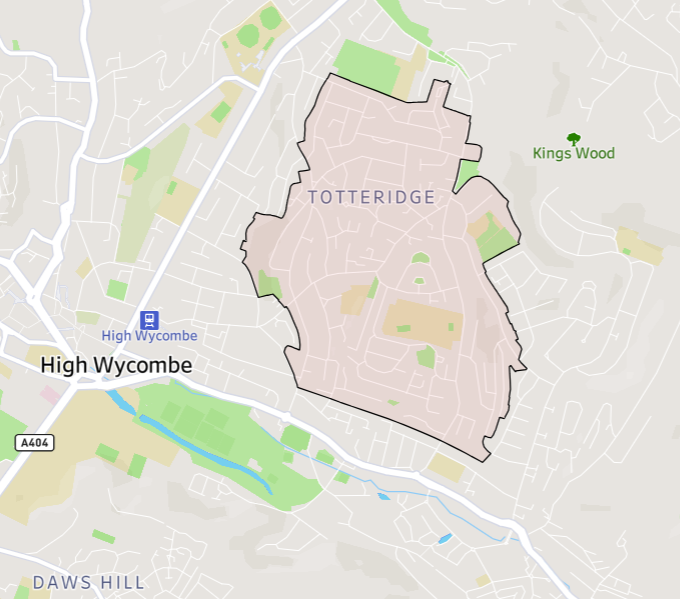 Kings Wood
TOTTERIDGE
High Wycombe
High Wycombe
A404
DAWS HILL